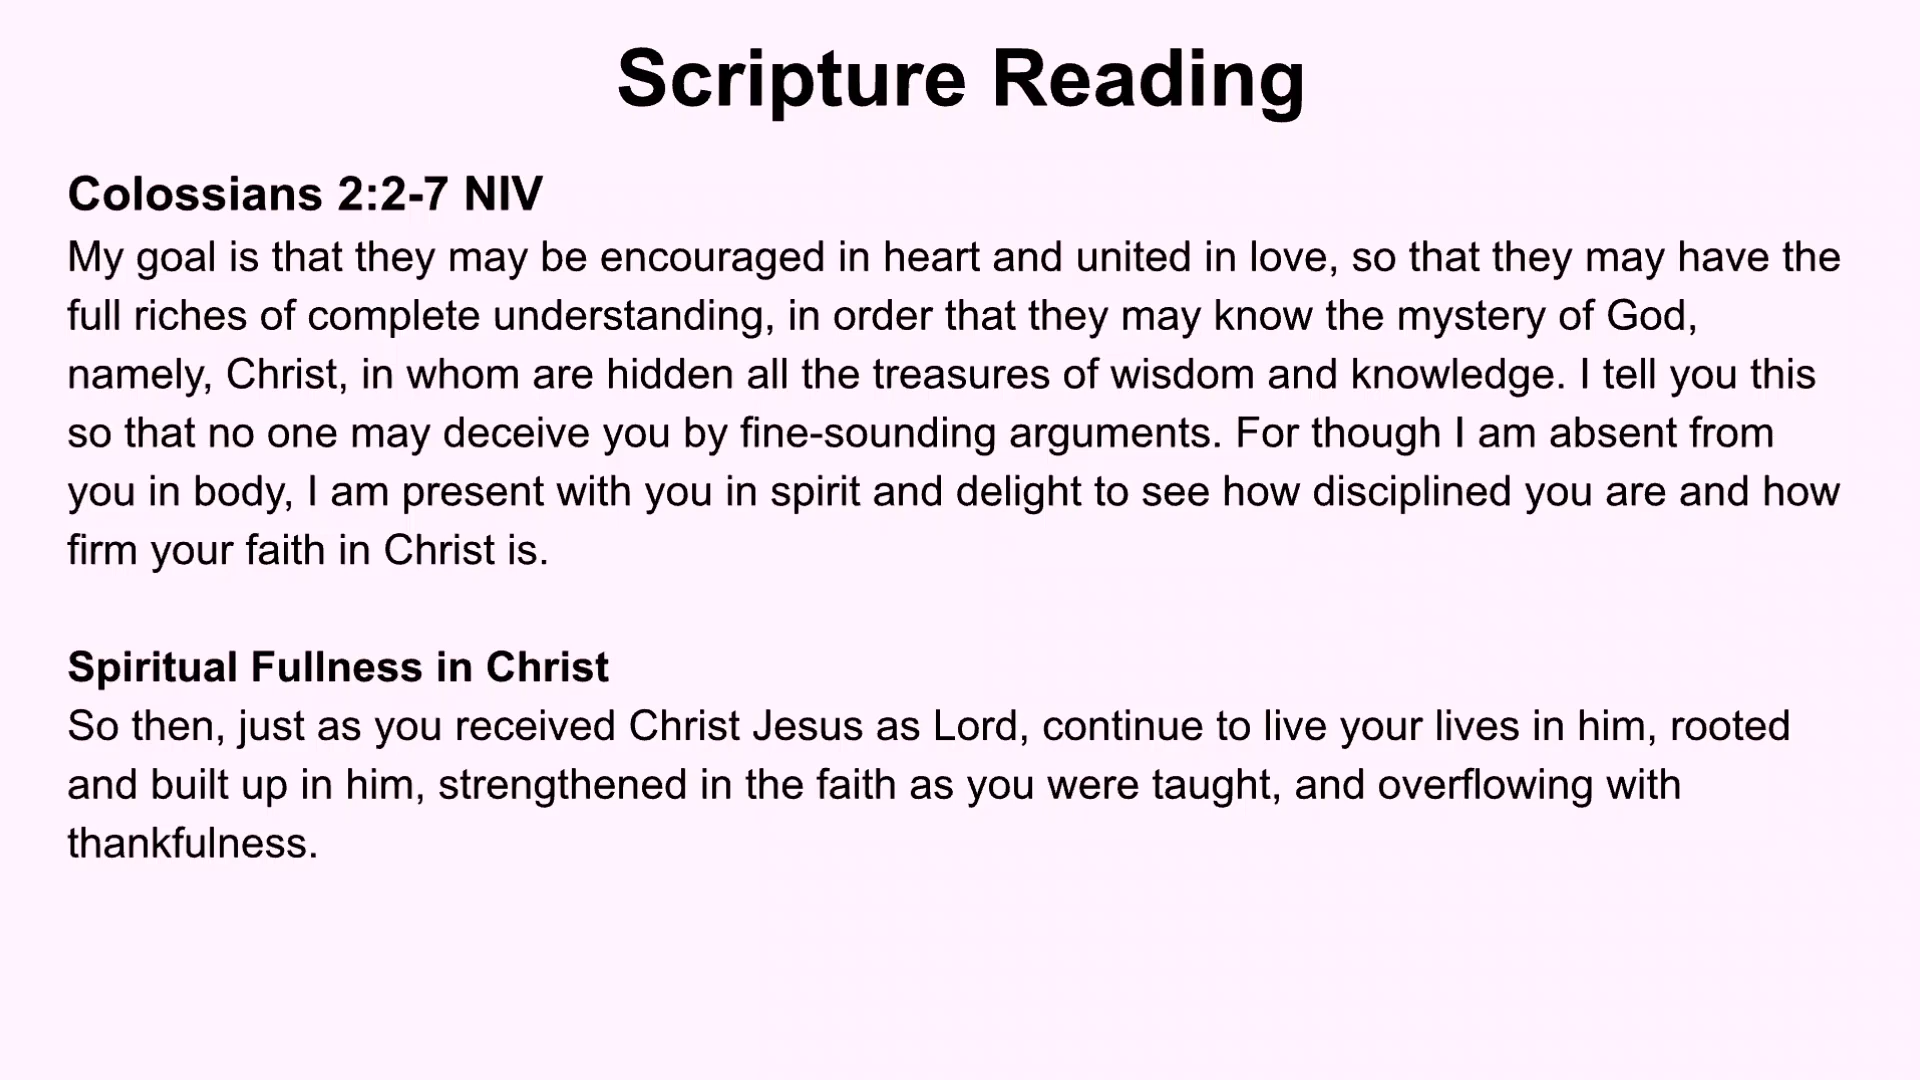 Scripture Reading
Colossians 2:2-7 NIV
My goal is that they may be encouraged in heart and united in love, so that they may have the
full riches of complete understanding, in order that they may know the mystery of God,
namely, Christ, in whom are hidden all the treasures of wisdom and knowledge. I tell you this
so that no one may deceive you by fine-sounding arguments. For though I am absent from
you in body, I am present with you in spirit and delight to see how disciplined you are and how
firm your faith in Christ is.
Spiritual Fullness in Christ
So then, just as you received Christ Jesus as Lord, continue to live your lives in him, rooted
and built up in him, strengthened in the faith as you were taught, and overflowing with
thankfulness.